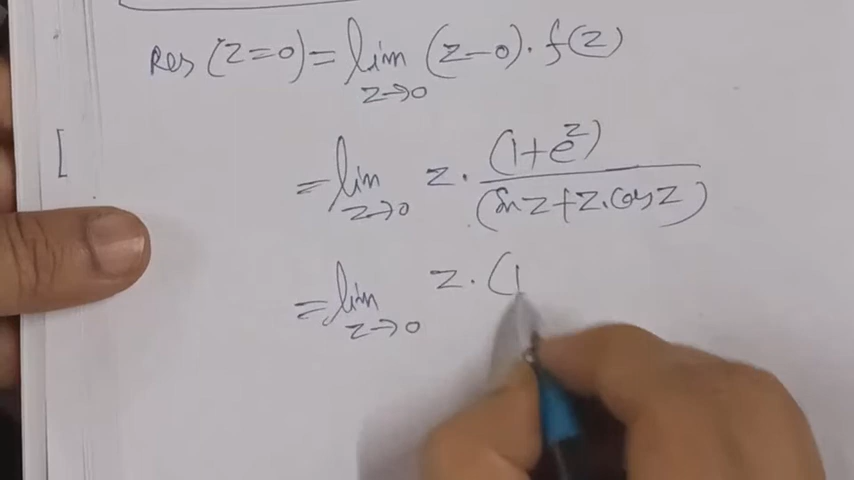 Res (z=0) = lim z→0 (z-0) · f(z)
= lim z→0 z · (1+e^z) / (sin z + z.cos z)
= lim z→0 z · (1
[